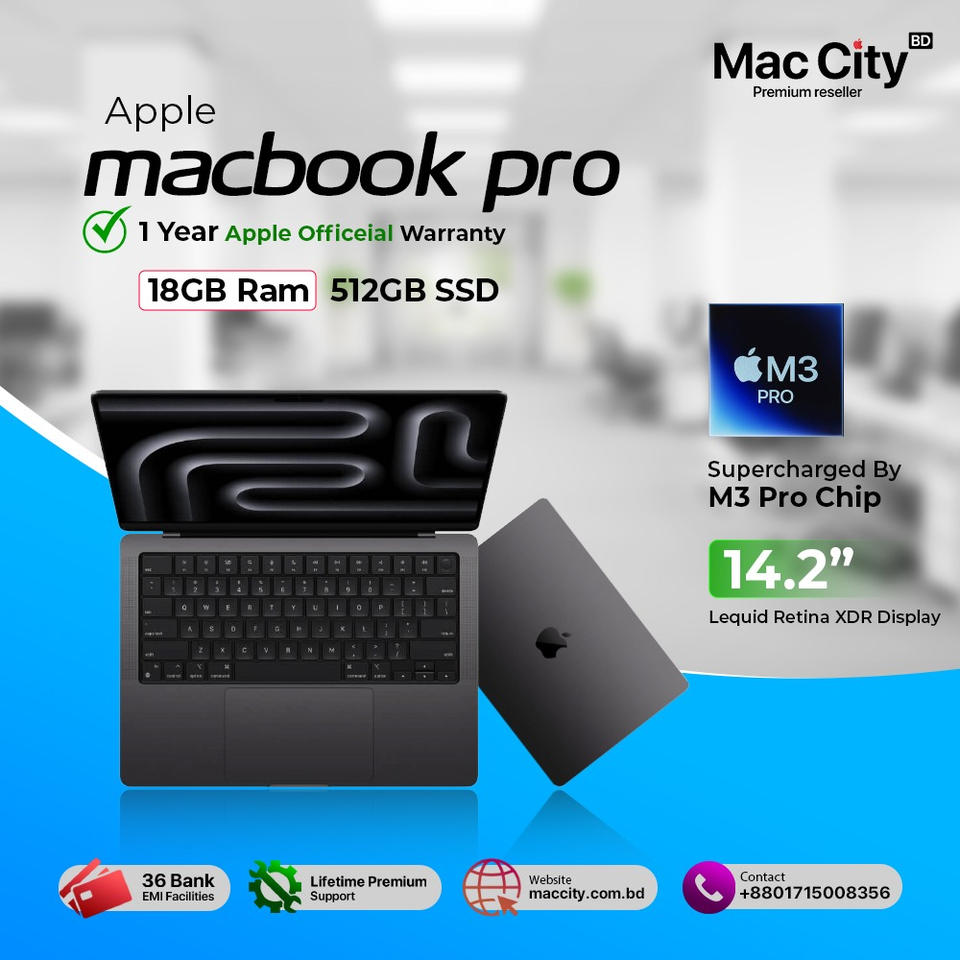 Mac City BD
Premium reseller
Apple
macbook pro
1 Year Apple Officeial Warranty
18GB Ram 512GB SSD
M3
PRO
Supercharged By
M3 Pro Chip
14.2”
Lequid Retina XDR Display
36 Bank
EMI Facilities
Lifetime Premium
Support
Website
maccity.com.bd
Contact
+8801715008356